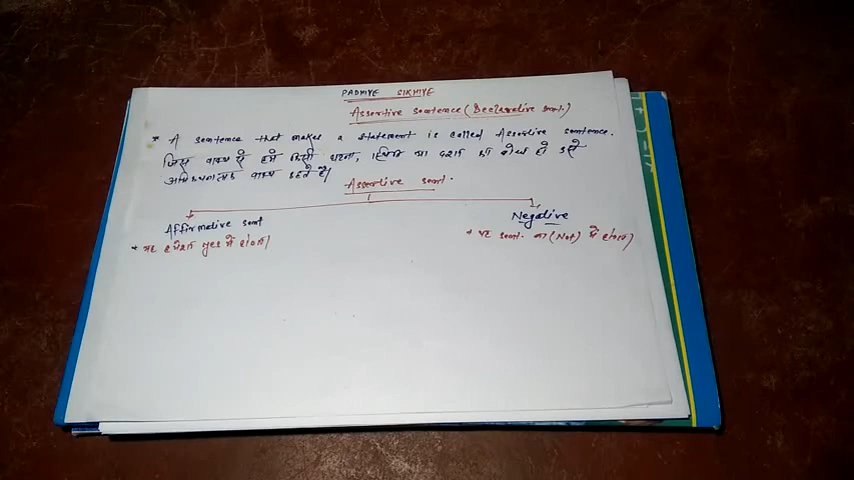 PADHIYE SIKHIYE
Assertive sentence (Declarative sent.)
* A sentence that makes a statement is called Assertive sentence.
जिस वाक्य से हमें किसी घटना, स्थिति या दशा का बोध हो उसे
अभिकथनात्मक वाक्य कहते हैं।
Assertive sent.
Affirmative sent
Negative
* यह हमेशा yes में होगा।
* यह sent. ना (Not) में होगा।